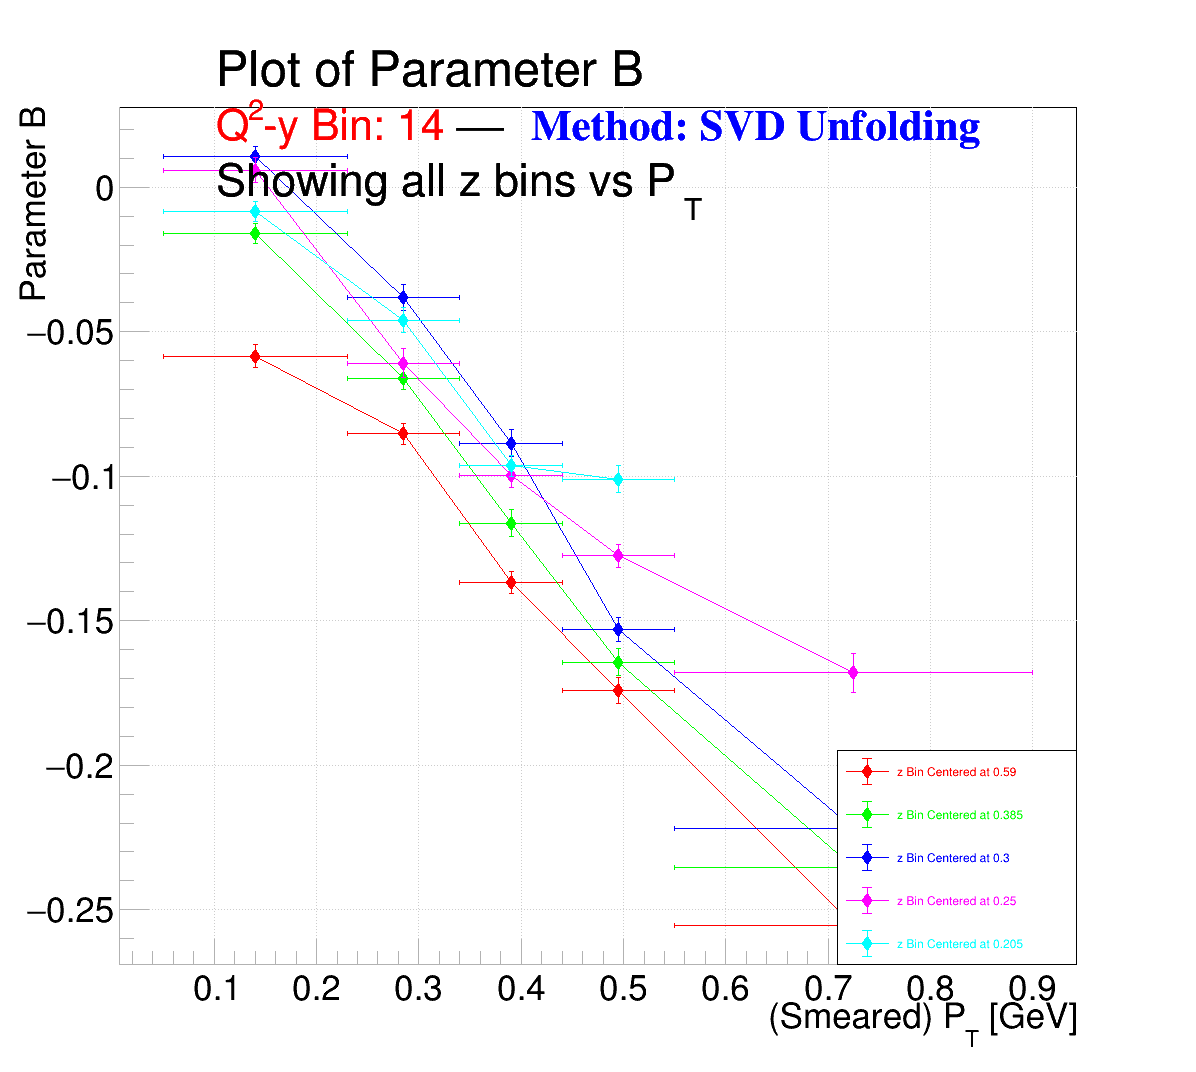 Plot of Parameter B
Q²-y Bin: 14 — Method: SVD Unfolding
Showing all z bins vs P_T
Parameter B
0
−0.05
−0.1
−0.15
−0.2
−0.25
z Bin Centered at 0.59
z Bin Centered at 0.385
z Bin Centered at 0.3
z Bin Centered at 0.25
z Bin Centered at 0.205
0.1 0.2 0.3 0.4 0.5 0.6 0.7 0.8 0.9
(Smeared) P_T [GeV]